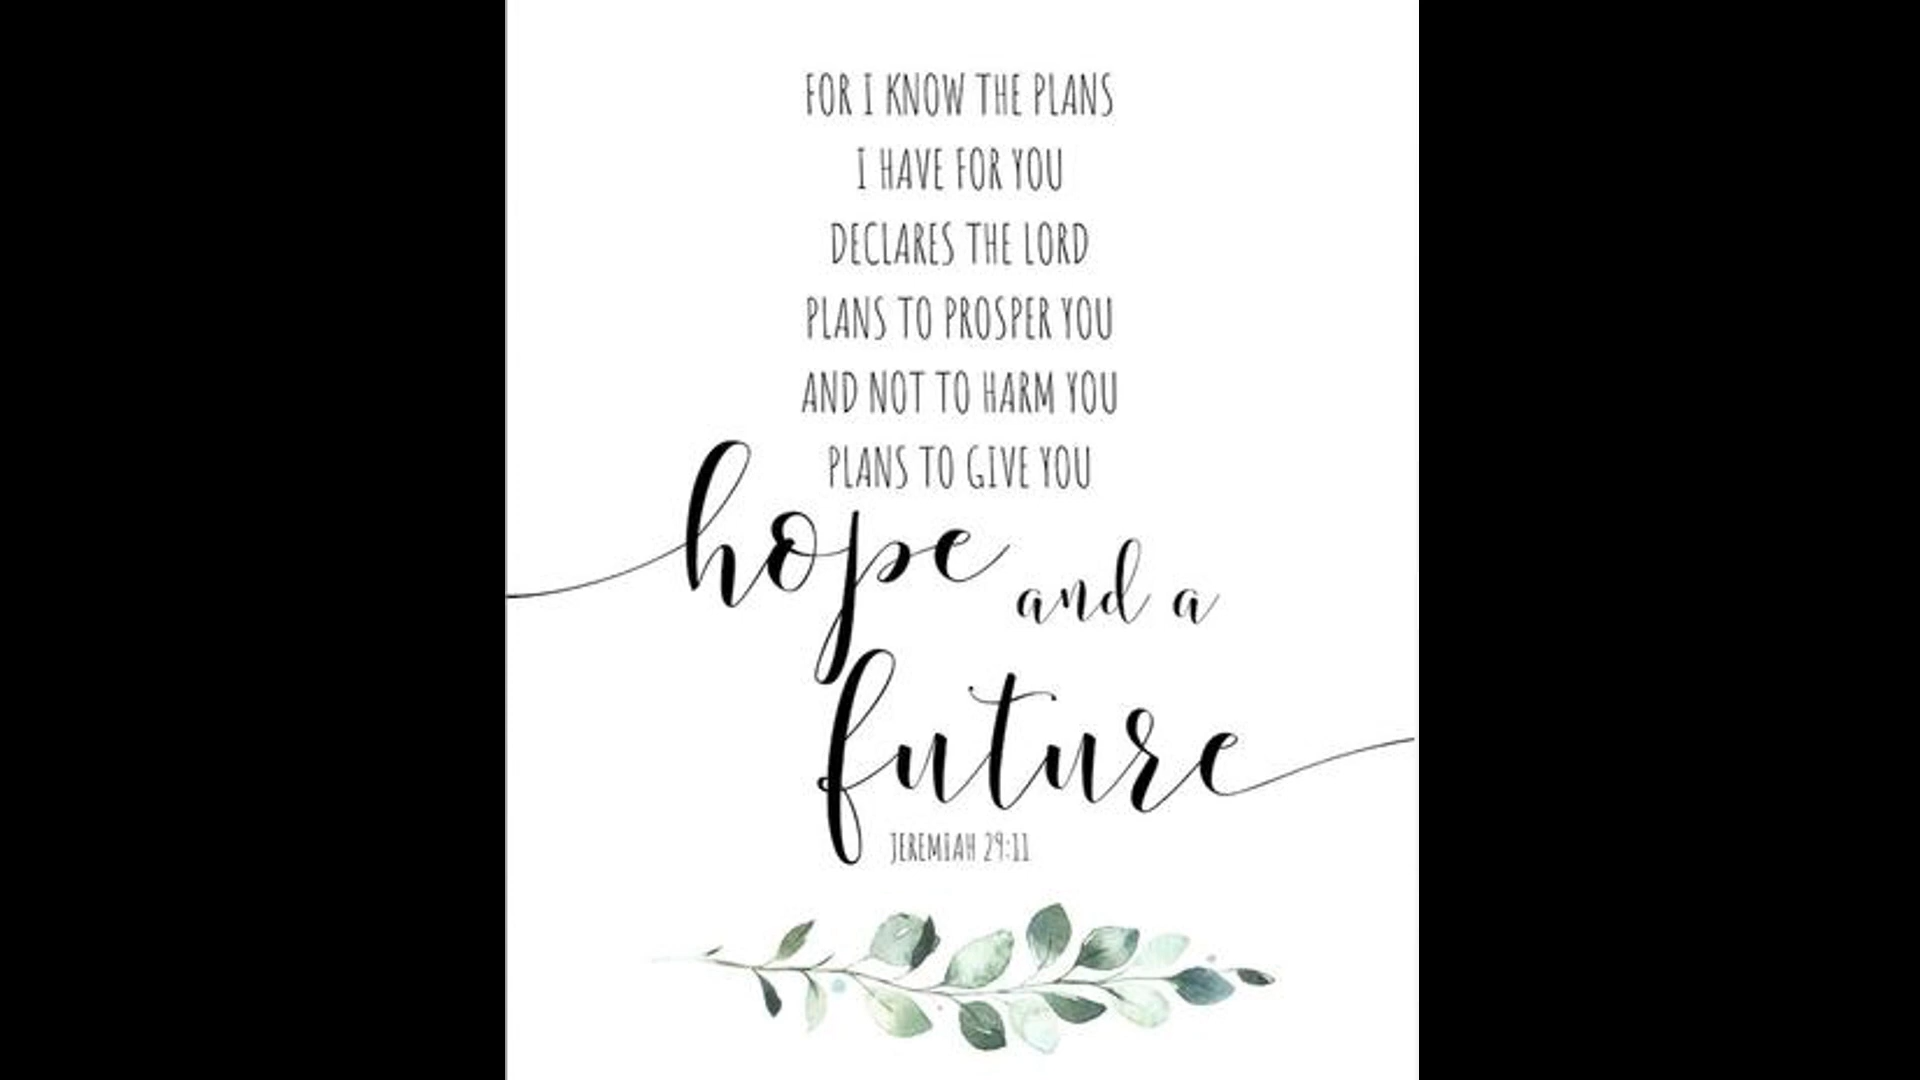 FOR I KNOW THE PLANS
I HAVE FOR YOU
DECLARES THE LORD
PLANS TO PROSPER YOU
AND NOT TO HARM YOU
PLANS TO GIVE YOU
hope and a
future
JEREMIAH 29:11